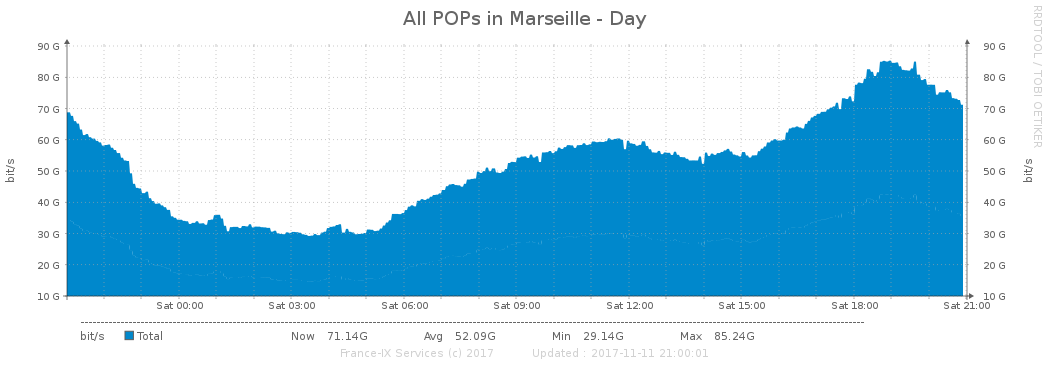 All POPs in Marseille - Day
RRDTOOL / TOBI OETIKER
90 G 90 G
80 G 80 G
70 G 70 G
60 G 60 G
50 G 50 G
40 G 40 G
30 G 30 G
20 G 20 G
10 G 10 G
bit/s bit/s
Sat 00:00 Sat 03:00 Sat 06:00 Sat 09:00 Sat 12:00 Sat 15:00 Sat 18:00 Sat 21:00
bit/s Total Now 71.14G Avg 52.09G Min 29.14G Max 85.24G
France-IX Services (c) 2017 Updated : 2017-11-11 21:00:01